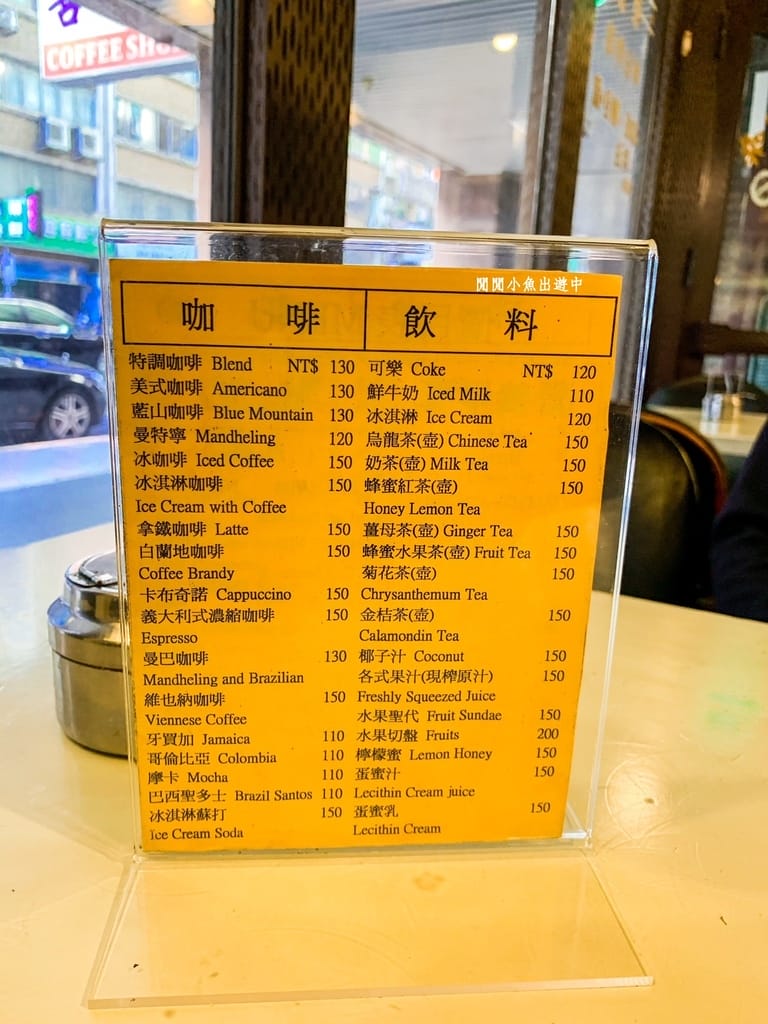 COFFEE SHO
閒閒小魚出遊中
咖 啡
特調咖啡 Blend NT$ 130
美式咖啡 Americano 130
藍山咖啡 Blue Mountain 130
曼特寧 Mandheling 120
冰咖啡 Iced Coffee 150
冰淇淋咖啡 150
Ice Cream with Coffee
拿鐵咖啡 Latte 150
白蘭地咖啡 150
Coffee Brandy
卡布奇諾 Cappuccino 150
義大利式濃縮咖啡 150
Espresso
曼巴咖啡 130
Mandheling and Brazilian
維也納咖啡 150
Viennese Coffee
牙買加 Jamaica 110
哥倫比亞 Colombia 110
摩卡 Mocha 110
巴西聖多士 Brazil Santos 110
冰淇淋蘇打 150
Ice Cream Soda
飲 料
可樂 Coke NT$ 120
鮮牛奶 Iced Milk 110
冰淇淋 Ice Cream 120
烏龍茶(壺) Chinese Tea 150
奶茶(壺) Milk Tea 150
蜂蜜紅茶(壺) 150
Honey Lemon Tea
薑母茶(壺) Ginger Tea 150
蜂蜜水果茶(壺) Fruit Tea 150
菊花茶(壺) 150
Chrysanthemum Tea
金桔茶(壺) 150
Calamondin Tea
椰子汁 Coconut 150
各式果汁(現榨原汁) 150
Freshly Squeezed Juice
水果聖代 Fruit Sundae 150
水果切盤 Fruits 200
檸檬蜜 Lemon Honey 150
蛋蜜汁 150
Lecithin Cream juice
蛋蜜乳 150
Lecithin Cream